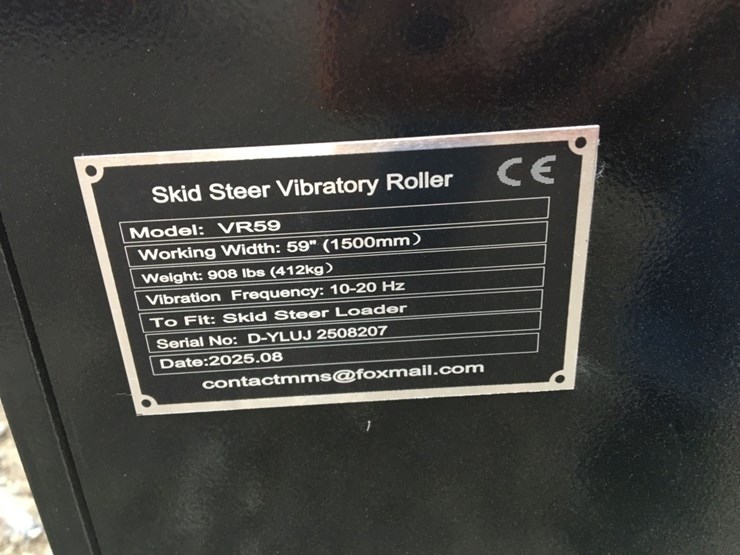 Skid Steer Vibratory Roller CE
Model: VR59
Working Width: 59" (1500mm）
Weight: 908 lbs (412kg）
Vibration Frequency: 10-20 Hz
To Fit: Skid Steer Loader
Serial No: D-YLUJ 2508207
Date:2025.08
contactmms@foxmail.com